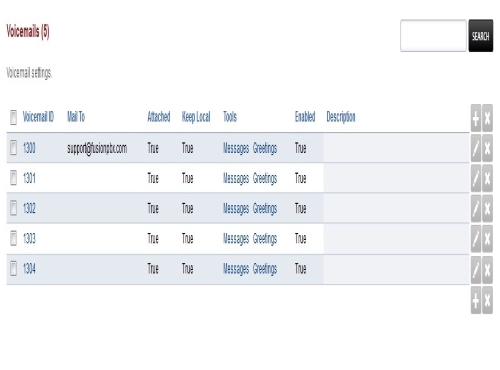 Voicemails (5)
SEARCH
Voicemail settings.
Voicemail ID Mail To Attached Keep Local Tools Enabled Description
1300 support@fusionpbx.com True True Messages Greetings True
1301 True True Messages Greetings True
1302 True True Messages Greetings True
1303 True True Messages Greetings True
1304 True True Messages Greetings True